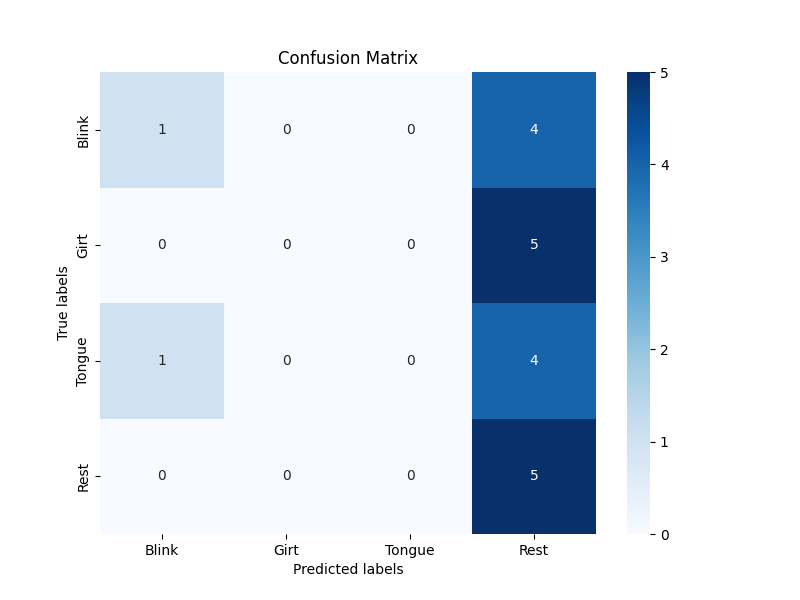 Confusion Matrix
True labels
Blink 1 0 0 4
Girt 0 0 0 5
Tongue 1 0 0 4
Rest 0 0 0 5
Blink Girt Tongue Rest
Predicted labels
5
4
3
2
1
0